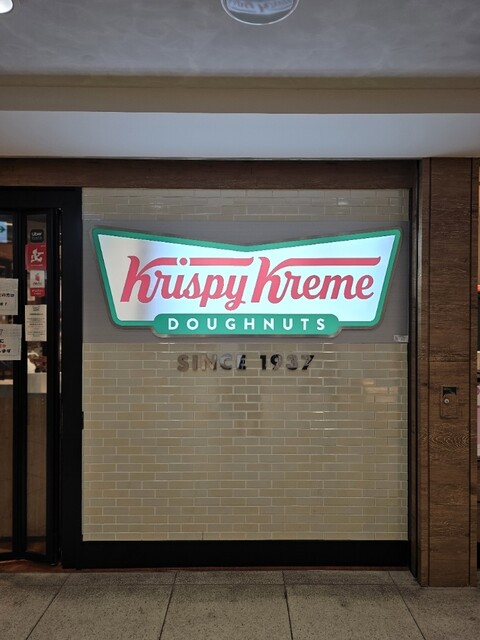 Krispy Kreme
DOUGHNUTS
SINCE 1937